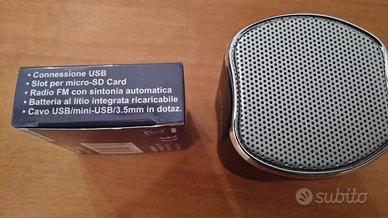 • Connessione USB
• Slot per micro-SD Card
• Radio FM con sintonia automatica
• Batteria al litio integrata ricaricabile
• Cavo USB/mini-USB/3.5mm in dotaz.
subito